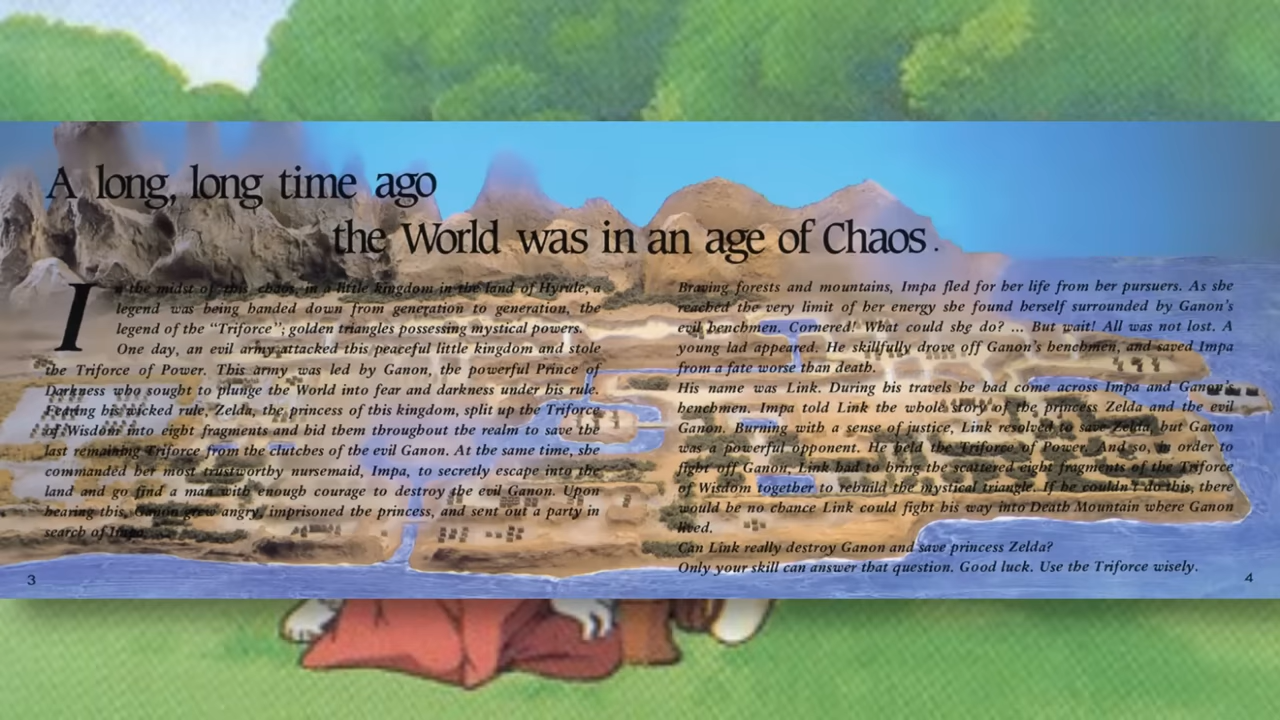 A long, long time ago
the World was in an age of Chaos.
In the midst of this chaos, in a little kingdom in the land of Hyrule, a
legend was being handed down from generation to generation, the
legend of the "Triforce"; golden triangles possessing mystical powers.
One day, an evil army attacked this peaceful little kingdom and stole
the Triforce of Power. This army was led by Ganon, the powerful Prince of
Darkness who sought to plunge the World into fear and darkness under his rule.
Fearing his wicked rule, Zelda, the princess of this kingdom, split up the Triforce
of Wisdom into eight fragments and hid them throughout the realm to save the
last remaining Triforce from the clutches of the evil Ganon. At the same time, she
commanded her most trustworthy nursemaid, Impa, to secretly escape into the
land and go find a man with enough courage to destroy the evil Ganon. Upon
hearing this, Ganon grew angry, imprisoned the princess, and sent out a party in
search of Impa.
Braving forests and mountains, Impa fled for her life from her pursuers. As she
reached the very limit of her energy she found herself surrounded by Ganon's
evil henchmen. Cornered! What could she do? ... But wait! All was not lost. A
young lad appeared. He skillfully drove off Ganon's henchmen, and saved Impa
from a fate worse than death.
His name was Link. During his travels he had come across Impa and Ganon's
henchmen. Impa told Link the whole story of the princess Zelda and the evil
Ganon. Burning with a sense of justice, Link resolved to save Zelda, but Ganon
was a powerful opponent. He held the Triforce of Power. And so, in order to
fight off Ganon, Link had to bring the scattered eight fragments of the Triforce
of Wisdom together to rebuild the mystical triangle. If he couldn't do this, there
would be no chance Link could fight his way into Death Mountain where Ganon
lived.
Can Link really destroy Ganon and save princess Zelda?
Only your skill can answer that question. Good luck. Use the Triforce wisely.
3
4